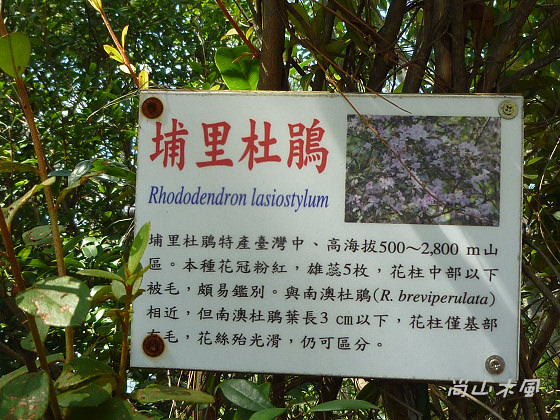 埔里杜鵑
Rhododendron lasiostylum
埔里杜鵑特產臺灣中、高海拔500～2,800 m山
區。本種花冠粉紅，雄蕊5枚，花柱中部以下
被毛，頗易鑑別。與南澳杜鵑(R. breviperulata)
相近，但南澳杜鵑葉長3 cm以下，花柱僅基部
有毛，花絲殆光滑，仍可區分。
尚山木風